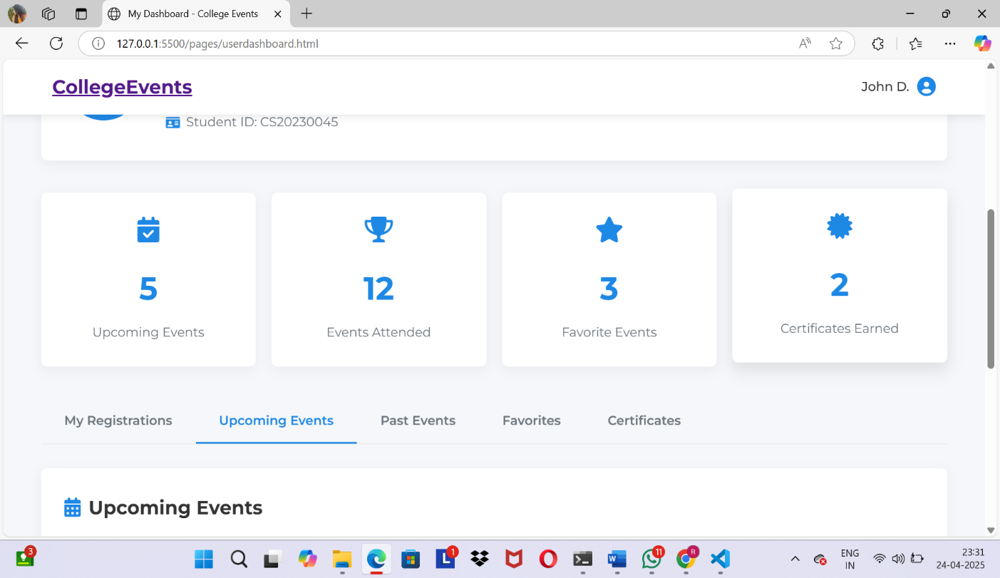 My Dashboard - College Events
127.0.0.1:5500/pages/userdashboard.html
CollegeEvents
John D.
Student ID: CS20230045
5
Upcoming Events
12
Events Attended
3
Favorite Events
2
Certificates Earned
My Registrations
Upcoming Events
Past Events
Favorites
Certificates
Upcoming Events
3
L
1
W
11
R
ENG
IN
23:31
24-04-2025